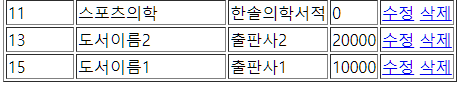 11 스포츠의학 한솔의학서적 0 수정 삭제
13 도서이름2 출판사2 20000 수정 삭제
15 도서이름1 출판사1 10000 수정 삭제